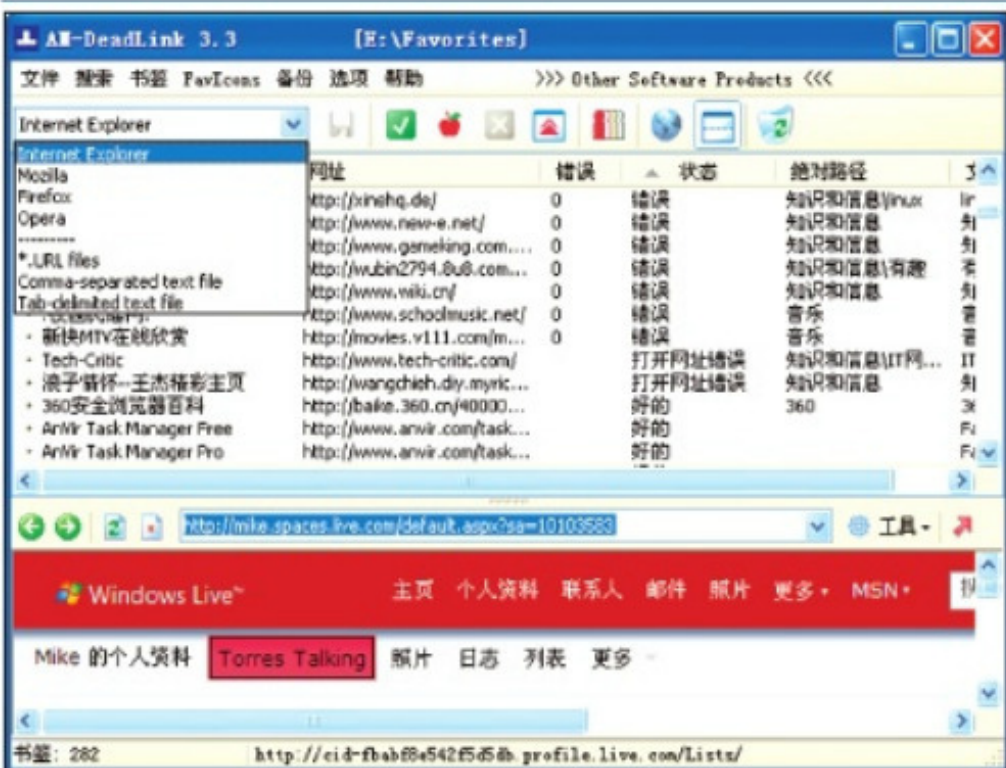 AM-DeadLink 3.3 [E:\Favorites]
文件 搜索 书签 FavIcons 备份 选项 帮助 >>> Other Software Products <<<
Internet Explorer
Internet Explorer
Mozilla
Firefox
Opera
---------
*.URL files
Comma-separated text file
Tab-delimited text file
网址 错误 状态 绝对路径
http://xinehq.de/ 0 错误 知识和信息\linux
http://www.new-e.net/ 0 错误 知识和信息
http://www.gameking.com.... 0 错误 知识和信息
http://wubin2794.8u8.com... 0 错误 知识和信息\有趣
http://www.wiki.cn/ 0 错误 知识和信息
http://www.schoolmusic.net/ 0 错误 音乐
新快MTV在线欣赏 http://movies.v111.com/m... 0 错误 音乐
Tech-Critic http://www.tech-critic.com/ 打开网址错误 知识和信息\IT网... IT
浪子情怀--王杰精彩主页 http://wangchieh.diy.myric... 打开网址错误 知识和信息
360安全浏览器百科 http://baike.360.cn/40000... 好的 360
AnVir Task Manager Free http://www.anvir.com/task... 好的
AnVir Task Manager Pro http://www.anvir.com/task... 好的
http://mike.spaces.live.com/default.aspx?sa=10103583 工具
Windows Live™ 主页 个人资料 联系人 邮件 照片 更多 MSN
Mike 的个人资料 Torres Talking 照片 日志 列表 更多
书签: 282 http://cid-fbabf8e542f5d5db.profile.live.com/Lists/